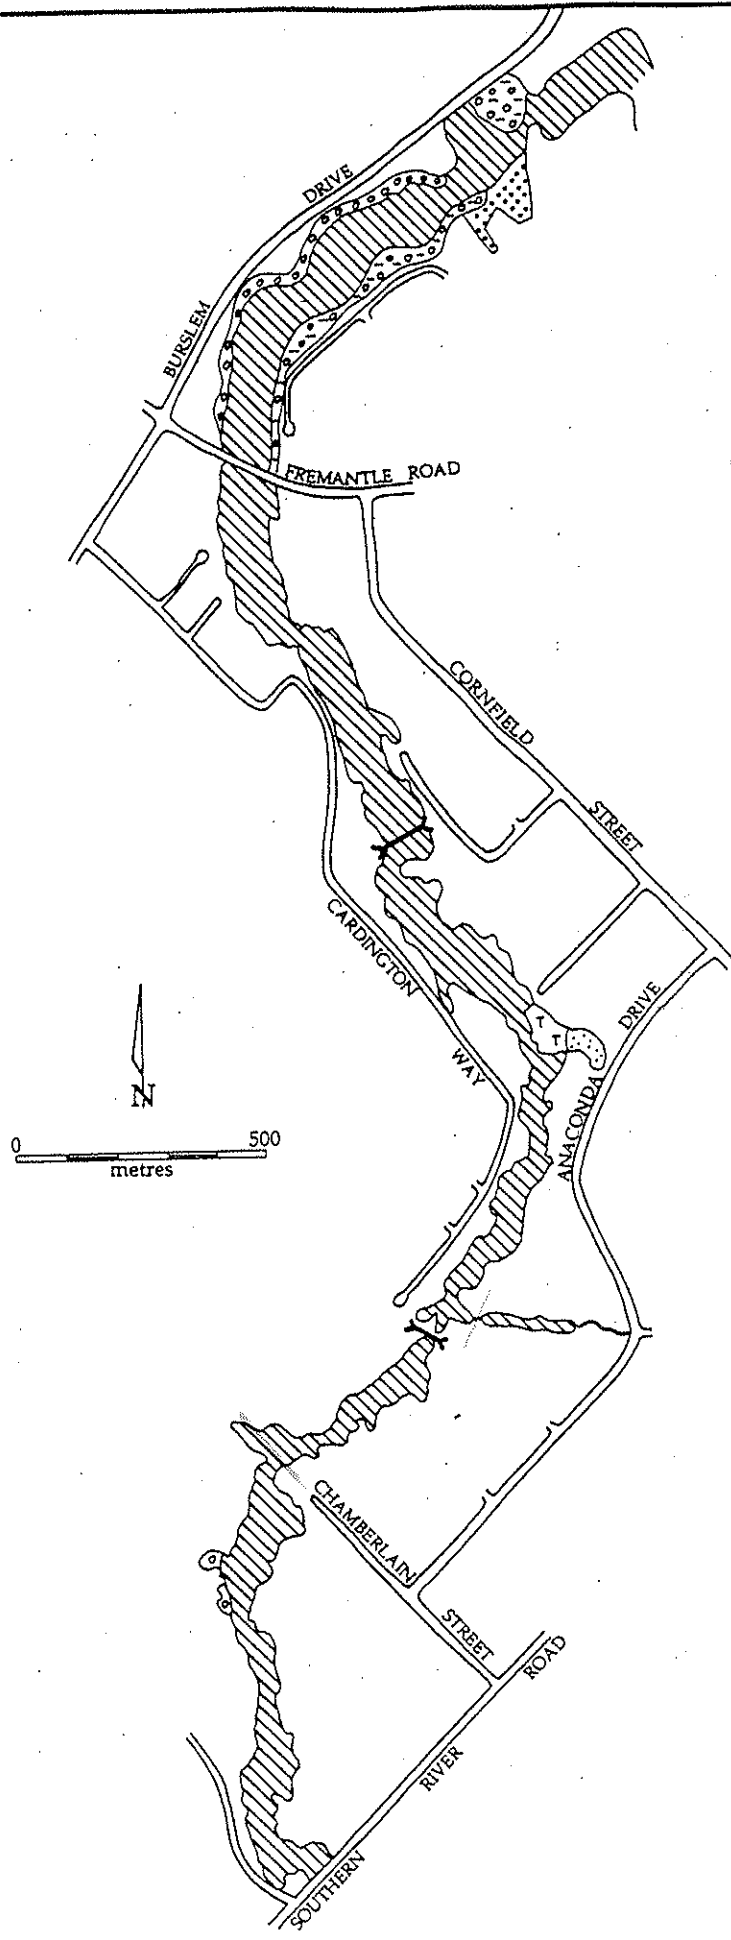 DRIVE
BURSLEM
FREMANTLE ROAD
CORNFIELD
STREET
CARDINGTON
WAY
DRIVE
ANACONDA
N
0 500
metres
T
T
CHAMBERLAIN
STREET
ROAD
RIVER
SOUTHERN